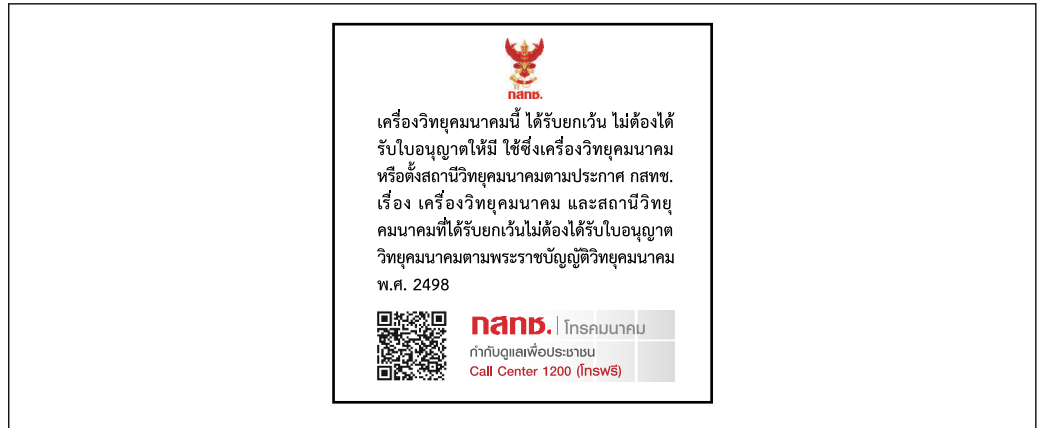 กสทช.
เครื่องวิทยุคมนาคมนี้ ได้รับยกเว้น ไม่ต้องได้
รับใบอนุญาตให้มี ใช้ซึ่งเครื่องวิทยุคมนาคม
หรือตั้งสถานีวิทยุคมนาคมตามประกาศ กสทช.
เรื่อง เครื่องวิทยุคมนาคม และสถานีวิทยุ
คมนาคมที่ได้รับยกเว้นไม่ต้องได้รับใบอนุญาต
วิทยุคมนาคมตามพระราชบัญญัติวิทยุคมนาคม
พ.ศ. 2498
กสทช. | โทรคมนาคม
กำกับดูแลเพื่อประชาชน
Call Center 1200 (โทรฟรี)